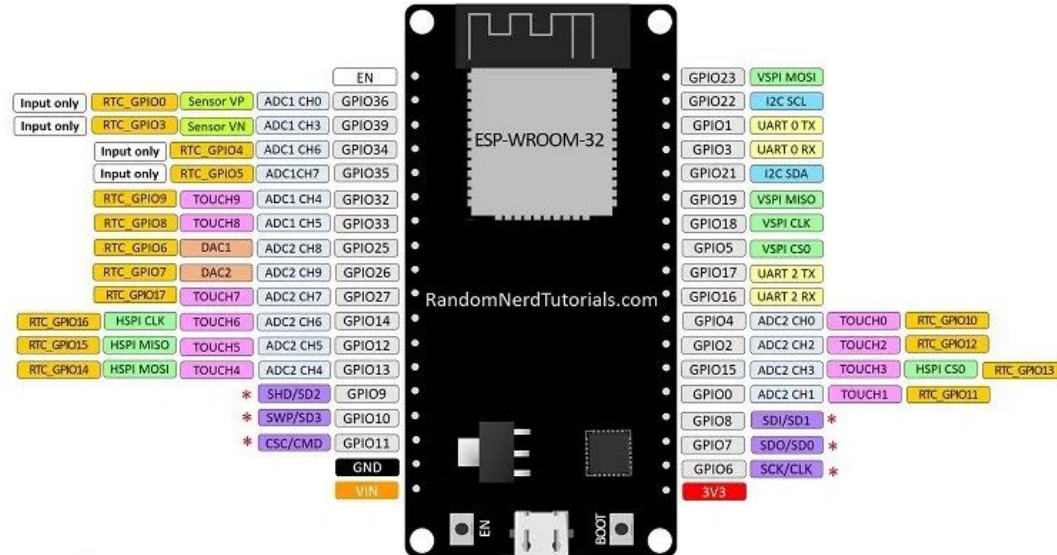 EN
Input only RTC_GPIO0 Sensor VP ADC1 CH0 GPIO36
Input only RTC_GPIO3 Sensor VN ADC1 CH3 GPIO39
Input only RTC_GPIO4 ADC1 CH6 GPIO34
Input only RTC_GPIO5 ADC1CH7 GPIO35
RTC_GPIO9 TOUCH9 ADC1 CH4 GPIO32
RTC_GPIO8 TOUCH8 ADC1 CH5 GPIO33
RTC_GPIO6 DAC1 ADC2 CH8 GPIO25
RTC_GPIO7 DAC2 ADC2 CH9 GPIO26
RTC_GPIO17 TOUCH7 ADC2 CH7 GPIO27
RTC_GPIO16 HSPI CLK TOUCH6 ADC2 CH6 GPIO14
RTC_GPIO15 HSPI MISO TOUCH5 ADC2 CH5 GPIO12
RTC_GPIO14 HSPI MOSI TOUCH4 ADC2 CH4 GPIO13
* SHD/SD2 GPIO9
* SWP/SD3 GPIO10
* CSC/CMD GPIO11
GND
VIN
ESP-WROOM-32
RandomNerdTutorials.com
EN
BOOT
GPIO23 VSPI MOSI
GPIO22 I2C SCL
GPIO1 UART 0 TX
GPIO3 UART 0 RX
GPIO21 I2C SDA
GPIO19 VSPI MISO
GPIO18 VSPI CLK
GPIO5 VSPI CS0
GPIO17 UART 2 TX
GPIO16 UART 2 RX
GPIO4 ADC2 CH0 TOUCH0 RTC_GPIO10
GPIO2 ADC2 CH2 TOUCH2 RTC_GPIO12
GPIO15 ADC2 CH3 TOUCH3 HSPI CS0 RTC_GPIO13
GPIO0 ADC2 CH1 TOUCH1 RTC_GPIO11
GPIO8 SDI/SD1 *
GPIO7 SDO/SD0 *
GPIO6 SCK/CLK *
3V3